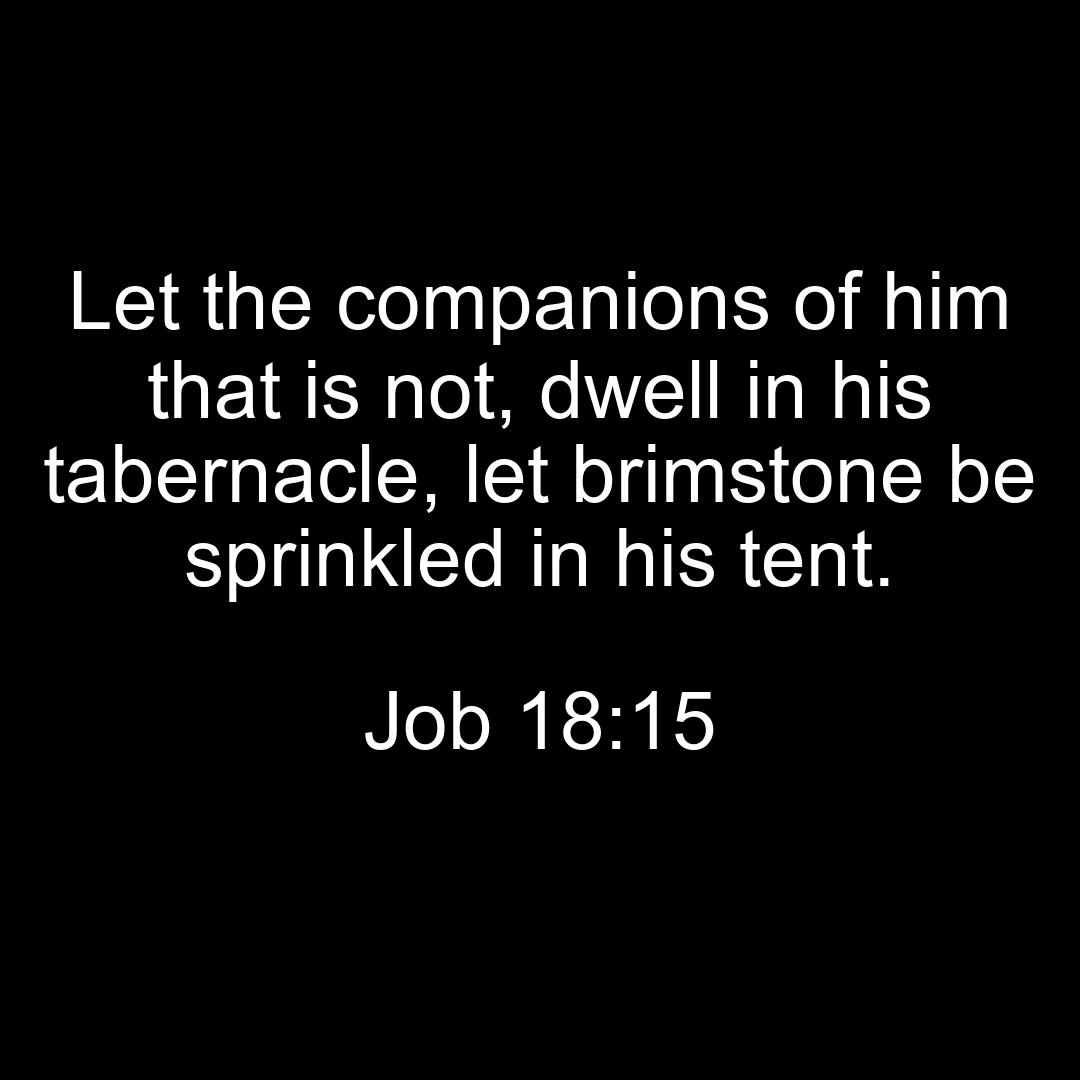 Let the companions of him
that is not, dwell in his
tabernacle, let brimstone be
sprinkled in his tent.
Job 18:15